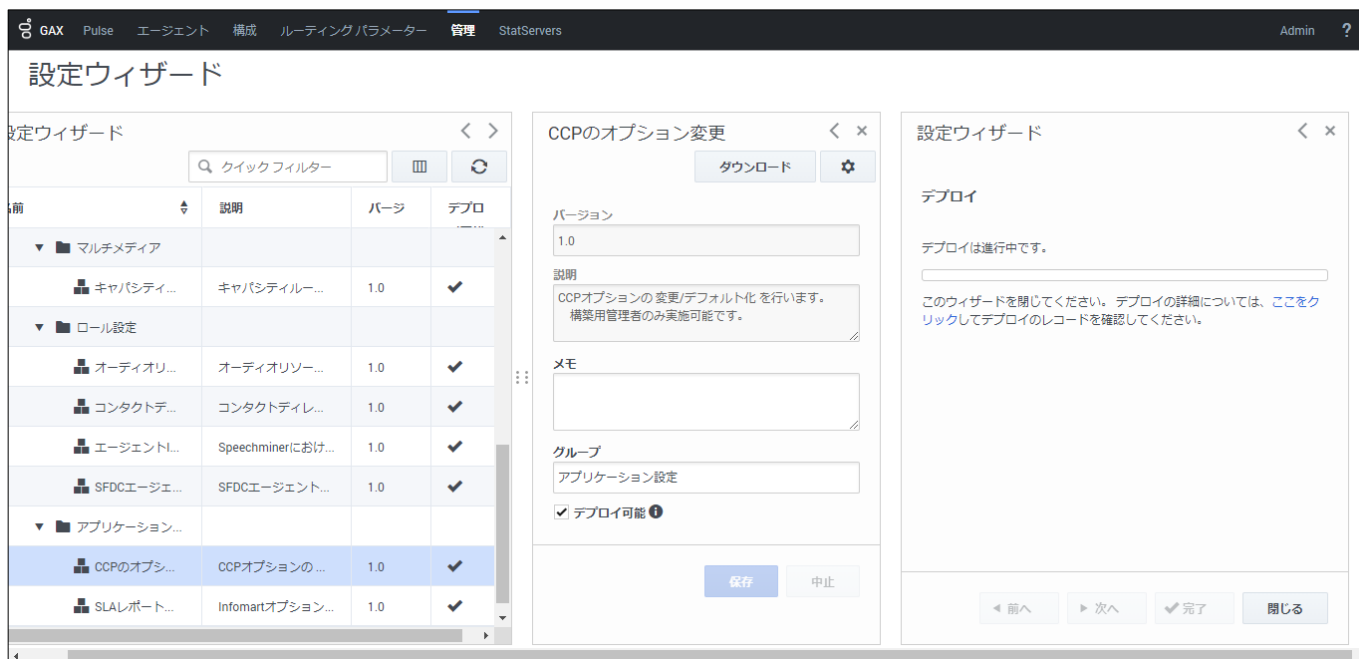 GAX Pulse エージェント 構成 ルーティング パラメーター 管理 StatServers Admin ?
設定ウィザード
設定ウィザード
クイック フィルター
名前 説明 バージ デプロ
マルチメディア
キャパシティ... キャパシティルー... 1.0
ロール設定
オーディオリ... オーディオリソー... 1.0
コンタクトデ... コンタクトディレ... 1.0
エージェントI... Speechminerにおけ... 1.0
SFDCエージェ... SFDCエージェント... 1.0
アプリケーション...
CCPのオプシ... CCPオプションの ... 1.0
SLAレポート... Infomartオプション... 1.0
CCPのオプション変更
ダウンロード
バージョン
1.0
説明
CCPオプションの 変更/デフォルト化 を行います。
構築用管理者のみ実施可能です。
メモ
グループ
アプリケーション設定
デプロイ可能
保存 中止
設定ウィザード
デプロイ
デプロイは進行中です。
このウィザードを閉じてください。 デプロイの詳細については、ここをク
リックしてデプロイのレコードを確認してください。
前へ 次へ 完了 閉じる